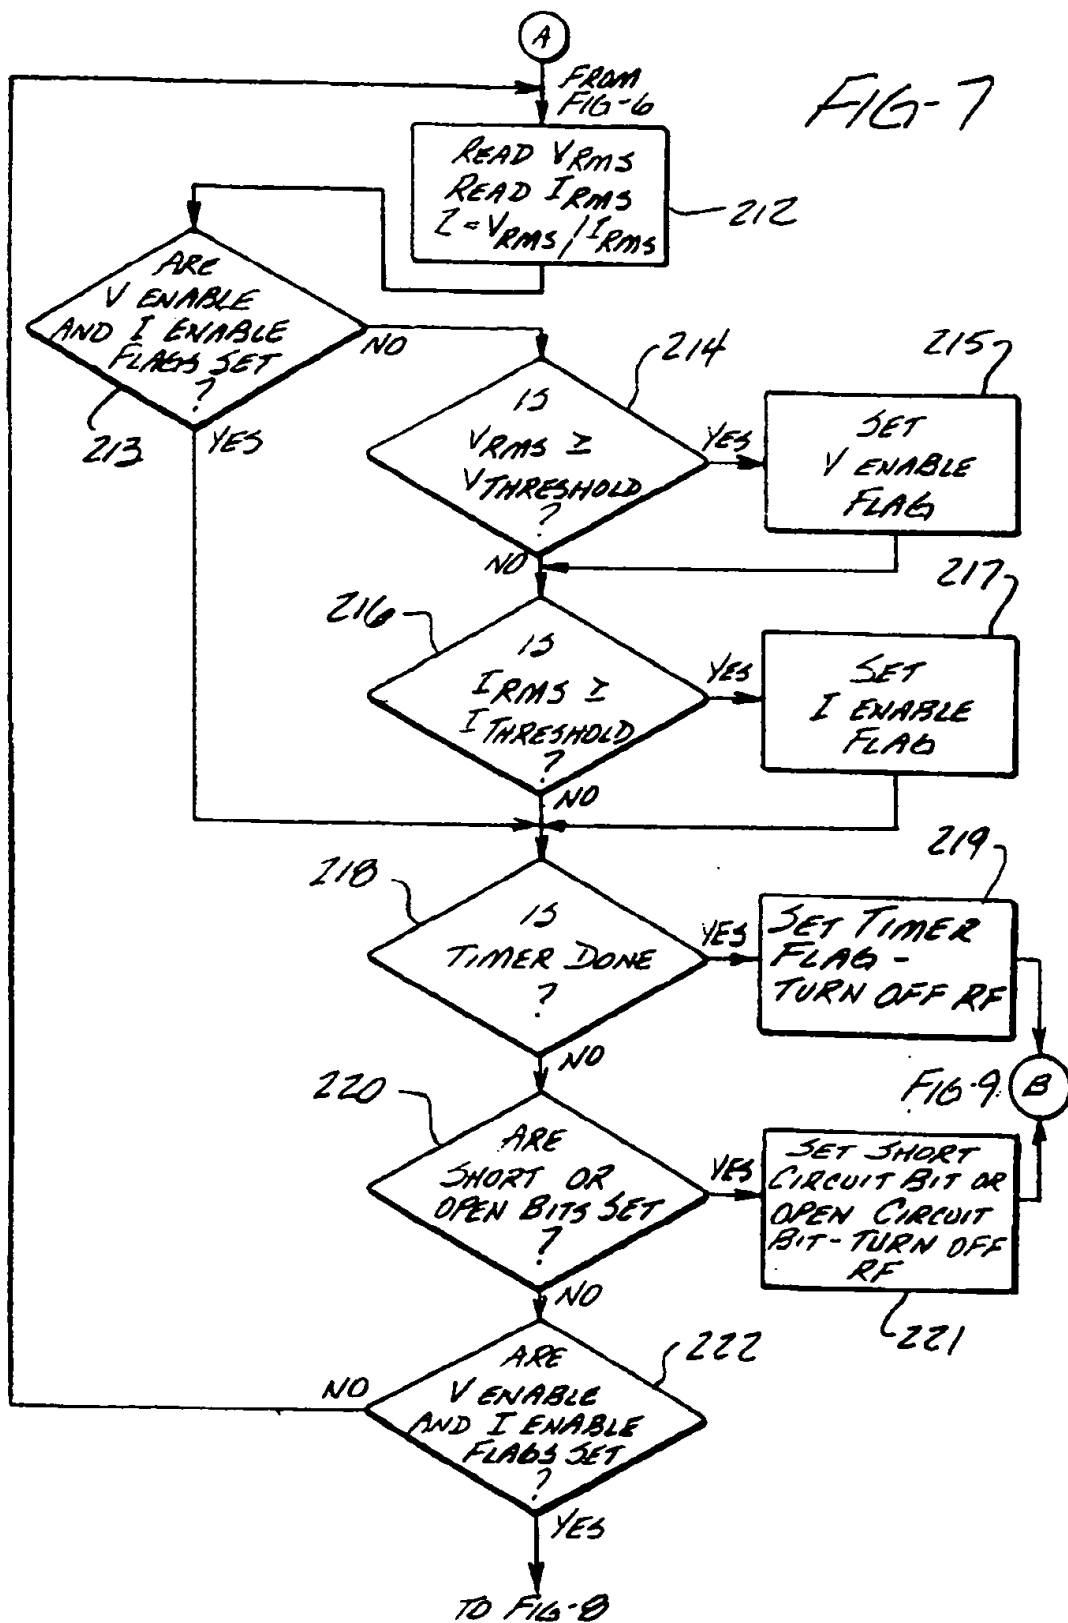 A
FROM
FIG-6
FIG-7
READ VRMS
READ IRMS
Z=VRMS/IRMS
212
ARE
V ENABLE
AND I ENABLE
FLAGS SET
?
213
NO
YES
214
IS
VRMS ≥
VTHRESHOLD
?
YES
NO
215
SET
V ENABLE
FLAG
216
IS
IRMS ≥
ITHRESHOLD
?
YES
NO
217
SET
I ENABLE
FLAG
218
IS
TIMER DONE
?
YES
NO
219
SET TIMER
FLAG -
TURN OFF RF
FIG-9
B
220
ARE
SHORT OR
OPEN BITS SET
?
YES
NO
SET SHORT
CIRCUIT BIT OR
OPEN CIRCUIT
BIT-TURN OFF
RF
221
222
ARE
V ENABLE
AND I ENABLE
FLAGS SET
?
NO
YES
TO FIG-8